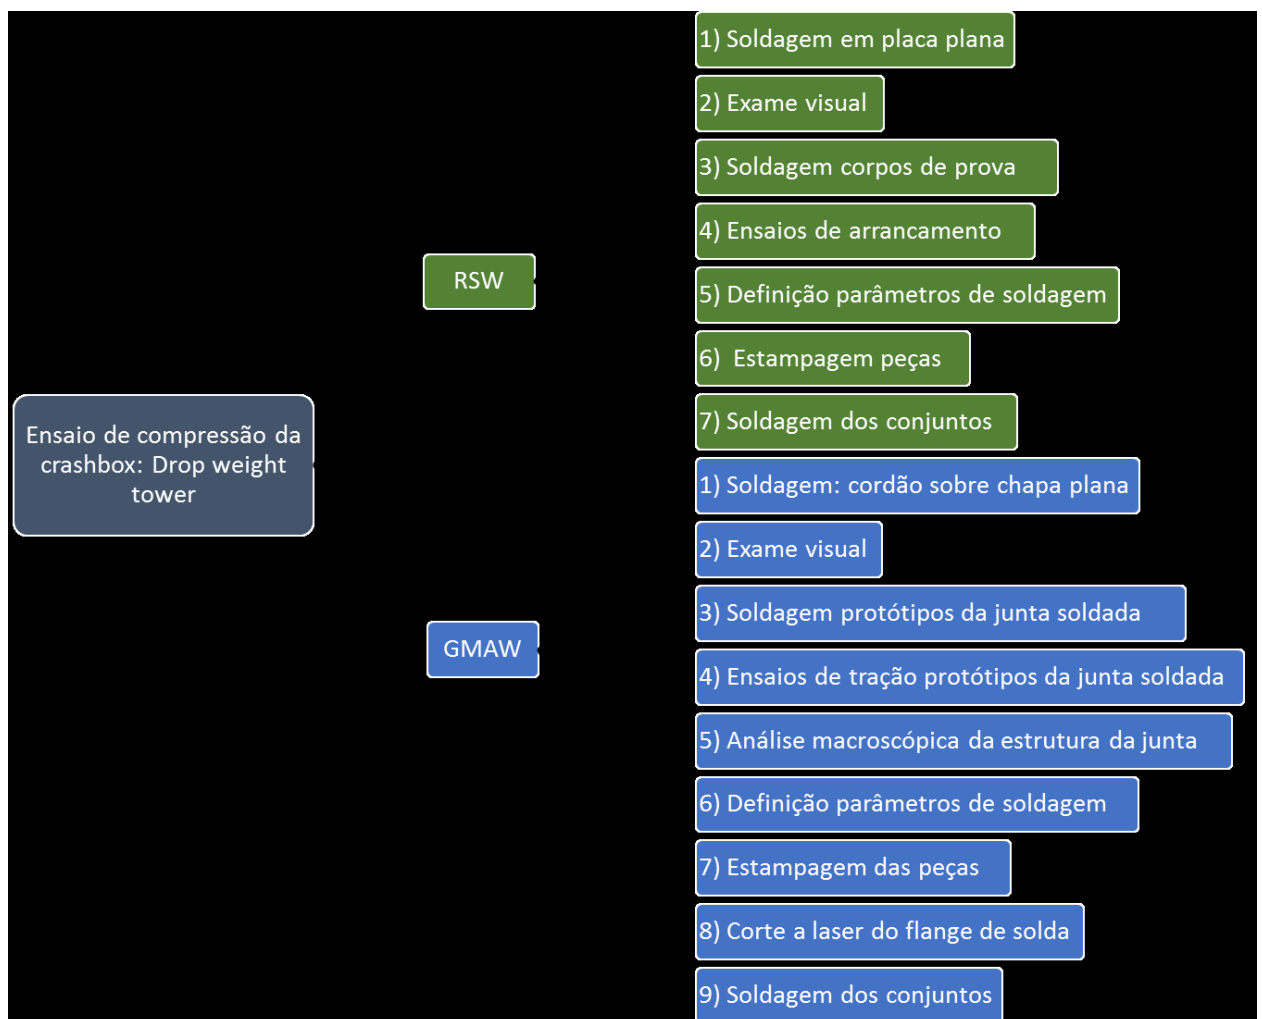 Ensaio de compressão da
crashbox: Drop weight
tower
RSW
1) Soldagem em placa plana
2) Exame visual
3) Soldagem corpos de prova
4) Ensaios de arrancamento
5) Definição parâmetros de soldagem
6) Estampagem peças
7) Soldagem dos conjuntos
GMAW
1) Soldagem: cordão sobre chapa plana
2) Exame visual
3) Soldagem protótipos da junta soldada
4) Ensaios de tração protótipos da junta soldada
5) Análise macroscópica da estrutura da junta
6) Definição parâmetros de soldagem
7) Estampagem das peças
8) Corte a laser do flange de solda
9) Soldagem dos conjuntos